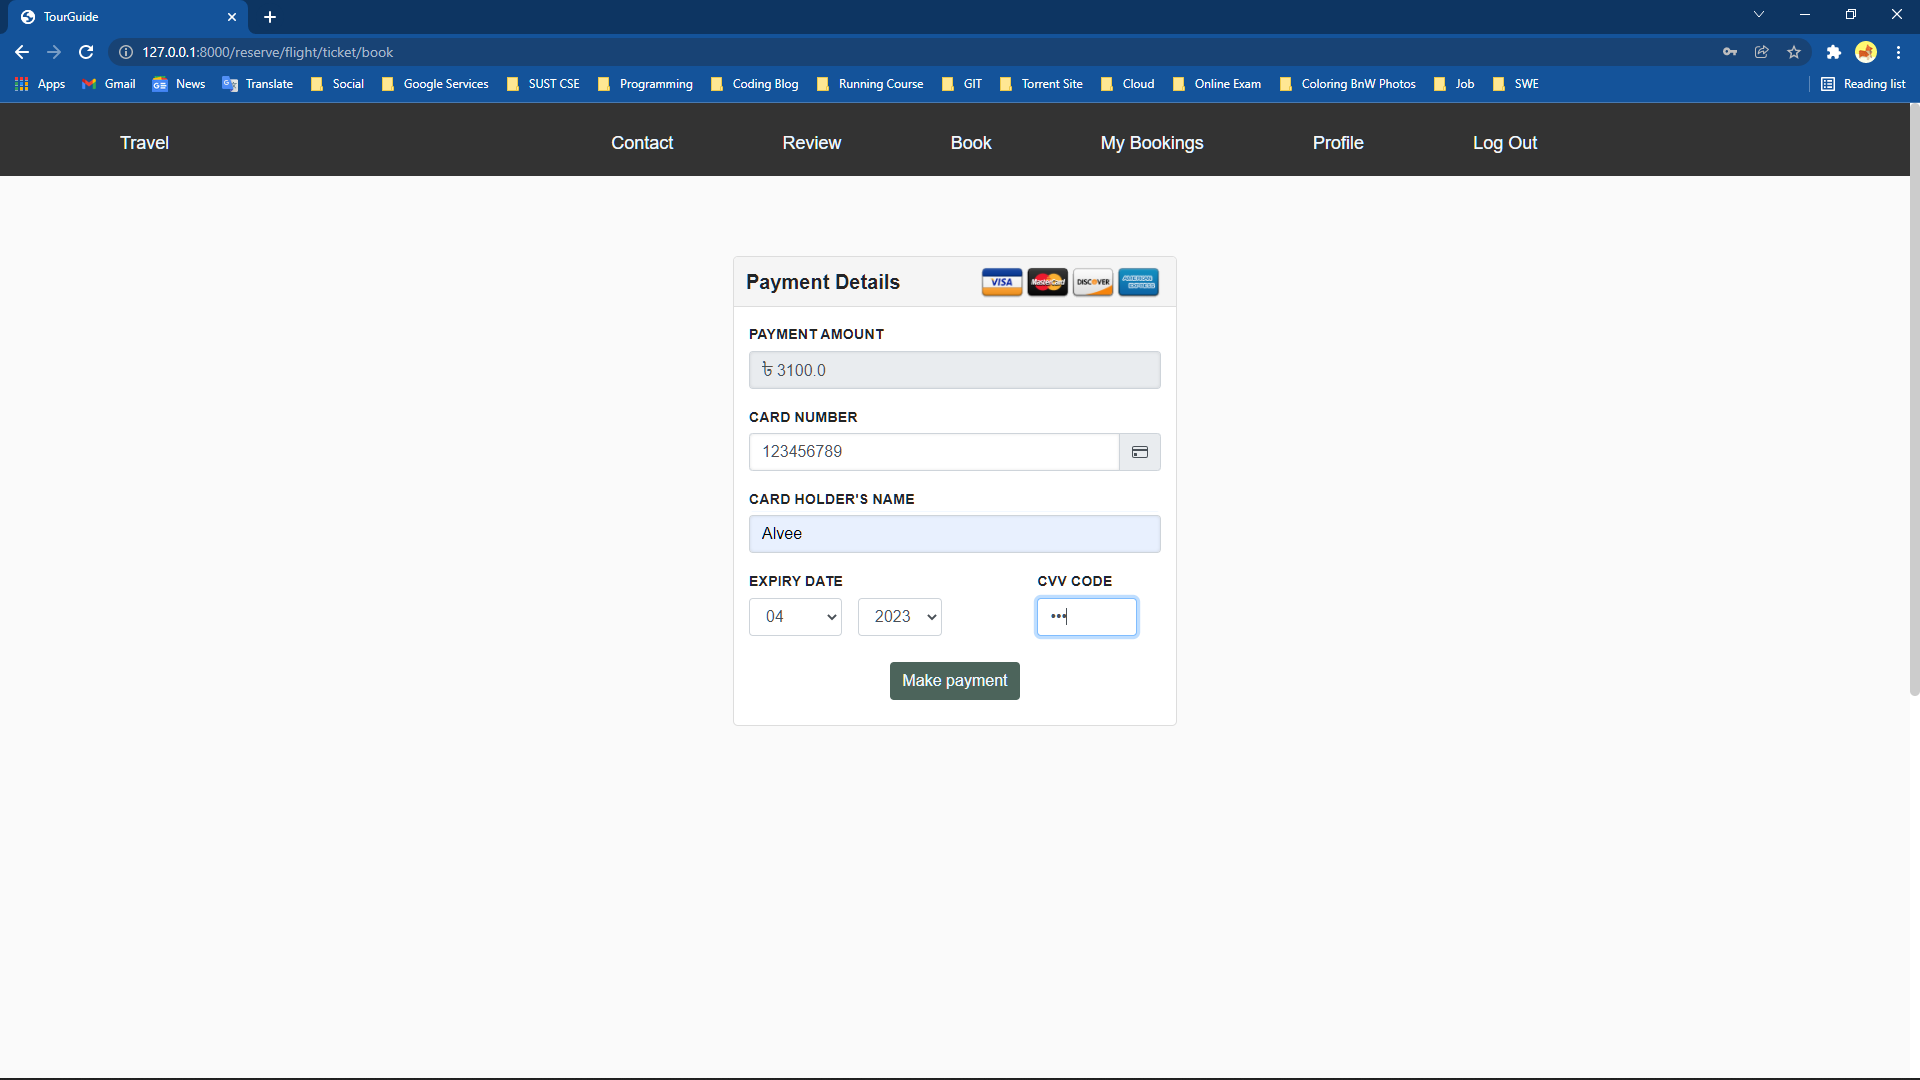 TourGuide
127.0.0.1:8000/reserve/flight/ticket/book
Apps Gmail News Translate Social Google Services SUST CSE Programming Coding Blog Running Course GIT Torrent Site Cloud Online Exam Coloring BnW Photos Job SWE Reading list
Travel Contact Review Book My Bookings Profile Log Out
Payment Details VISA MasterCard DISCOVER AMERICAN EXPRESS
PAYMENT AMOUNT
৳ 3100.0
CARD NUMBER
123456789
CARD HOLDER'S NAME
Alvee
EXPIRY DATE CVV CODE
04 2023 •••
Make payment